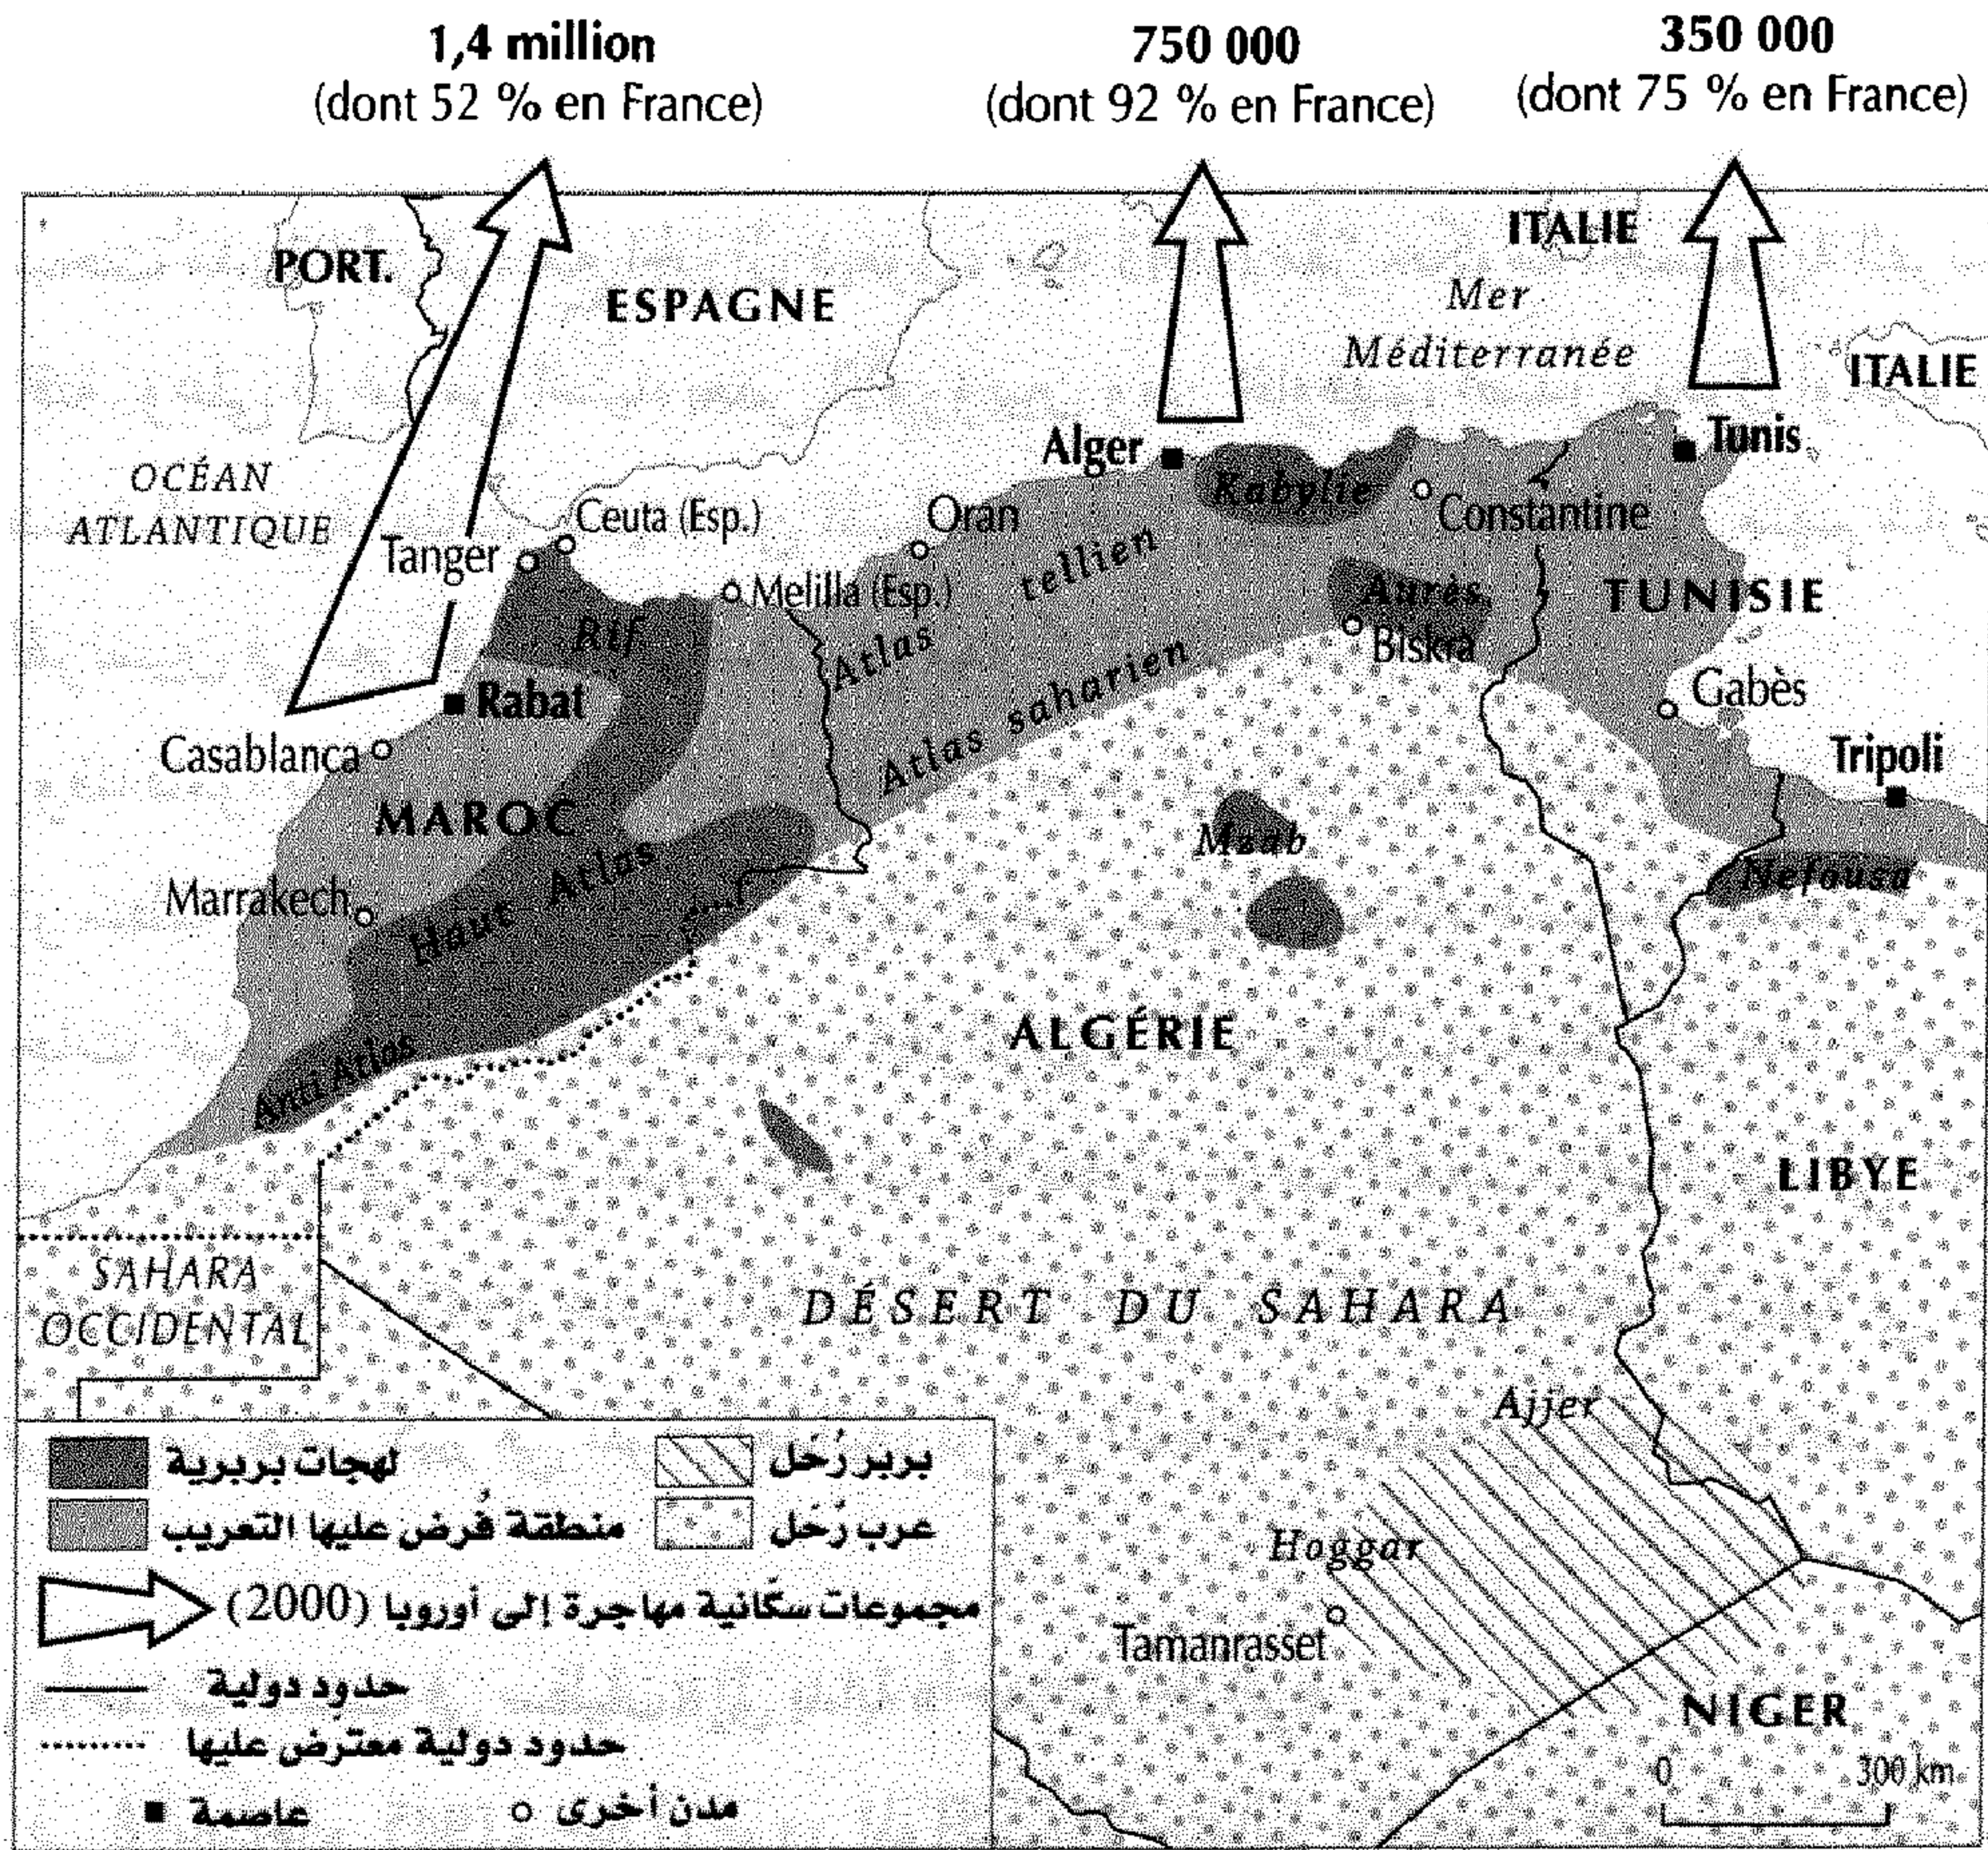 1,4 million
(dont 52 % en France)
750 000
(dont 92 % en France)
350 000
(dont 75 % en France)
PORT.
ESPAGNE
ITALIE
Mer
Méditerranée
ITALIE
OCÉAN
ATLANTIQUE
Alger
Tunis
Kabylie
Constantine
Ceuta (Esp.)
Oran
Tanger
Melilla (Esp.)
Atlas tellien
Aurès
TUNISIE
Rif
Biskra
Atlas saharien
Rabat
Gabès
Casablanca
Tripoli
MAROC
Mzab
Haut Atlas
Nefousa
Marrakech
ALGÉRIE
Anti Atlas
LIBYE
SAHARA
OCCIDENTAL
DÉSERT DU SAHARA
Ajjer
Hoggar
Tamanrasset
NIGER
0 300 km
لهجات بربرية
بربر رُحّل
منطقة فُرض عليها التعريب
عرب رُحّل
مجموعات سكّانية مهاجرة إلى أوروبا (2000)
حدود دولية
حدود دولية معترَض عليها
عاصمة
مدن أخرى